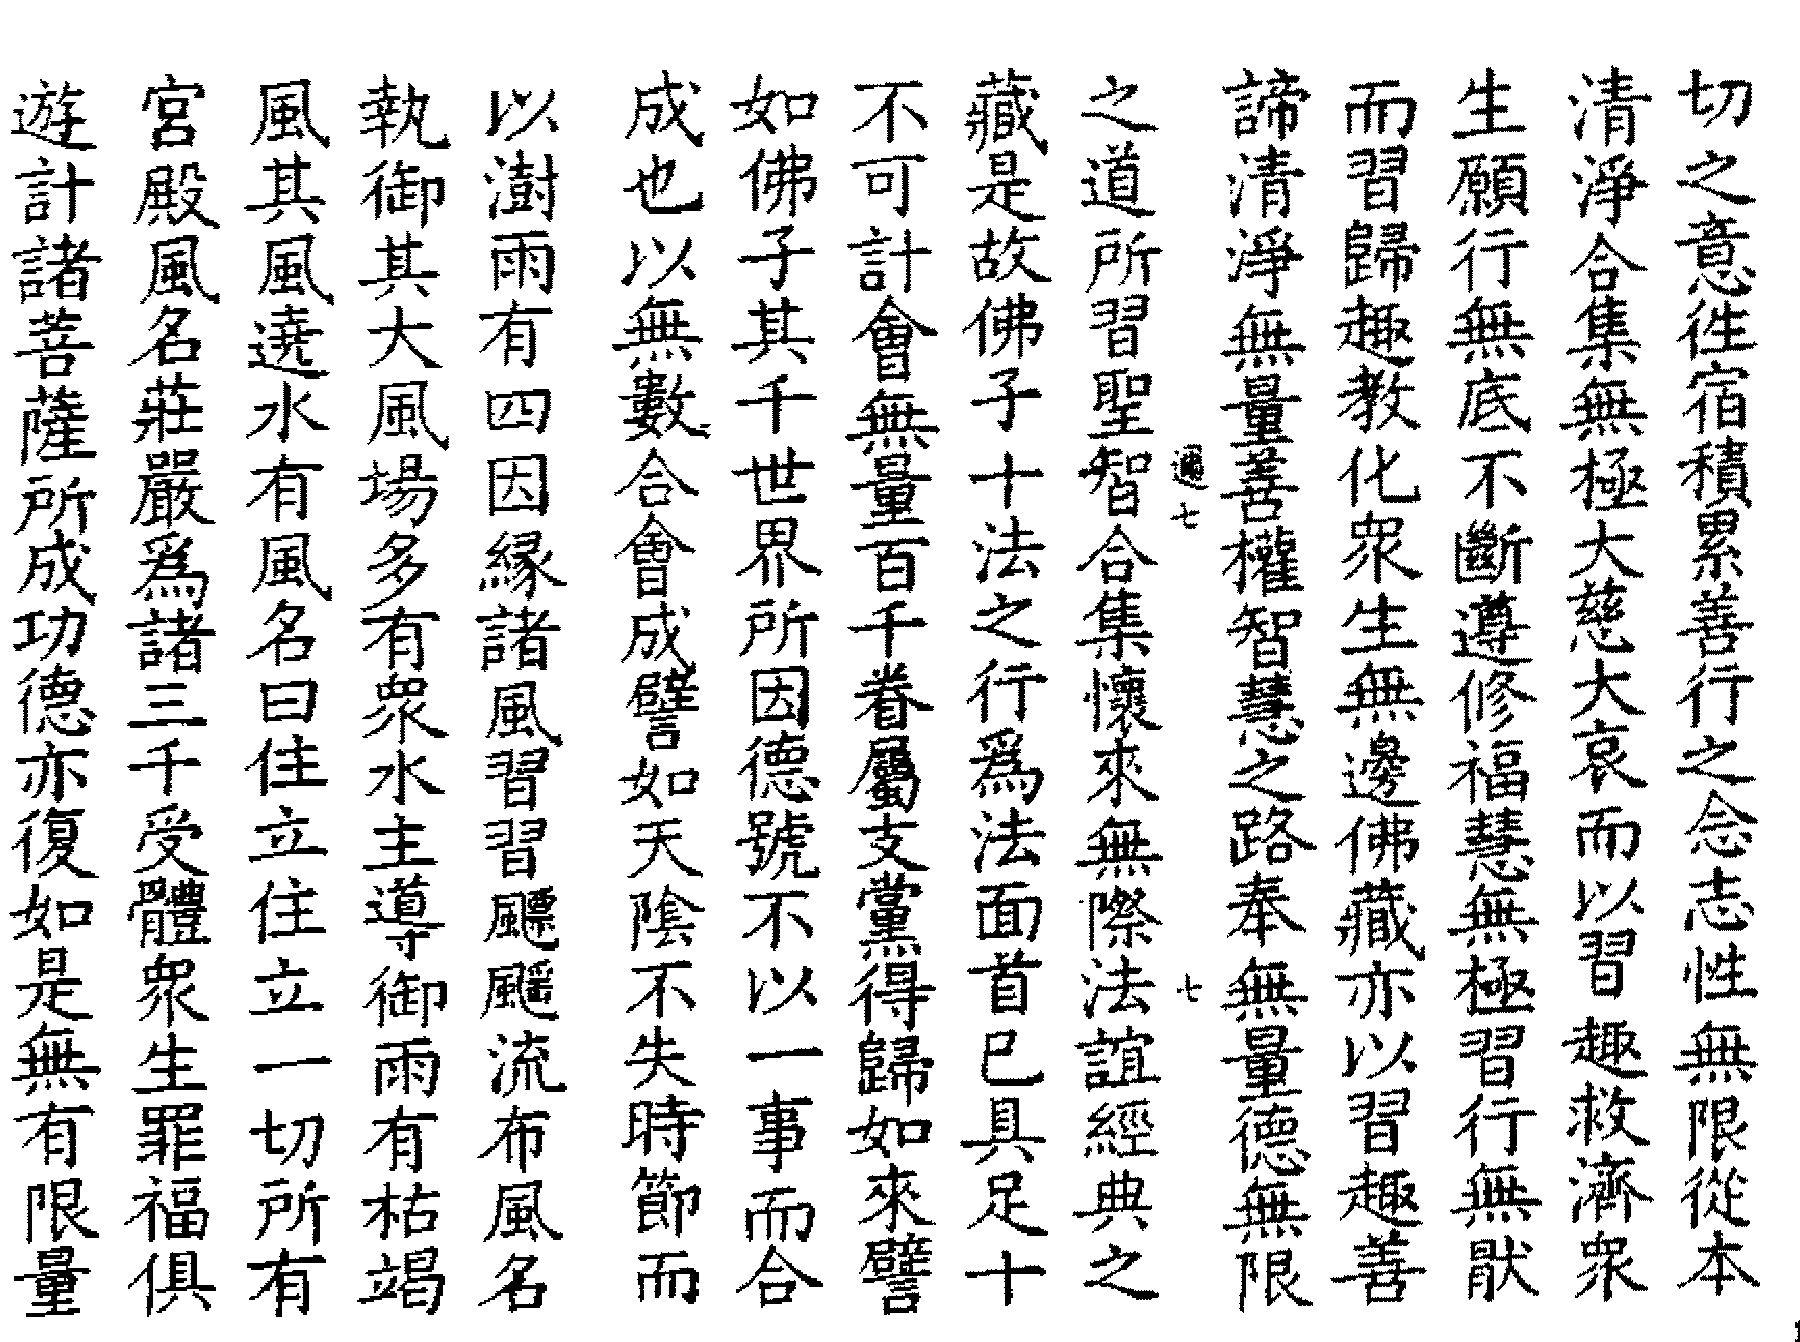 切之意徃宿積累善行之念志性無限從本
清淨合集無極大慈大哀而以習趣救濟眾
生願行無底不斷遵修福慧無極習行無猒
而習歸趣教化眾生無邊佛藏亦以習趣善
諦清淨無量善權智慧之路奉無量德無限
之道所習聖智合集懷來無際法誼經典之
藏是故佛子十法之行爲法面首已具足十
不可計會無量百千眷屬支黨得歸如來譬
如佛子其千世界所因德號不以一事而合
成也以無數合會成譬如天陰不失時節而
以澍雨有四因緣諸風習習飄颻流布風名
執御其大風場多有眾水主導御雨有枯竭
風其風遶水有風名曰住立住立一切所有
宮殿風名莊嚴爲諸三千受體眾生罪福俱
遊計諸菩薩所成功德亦復如是無有限量
七
七
1